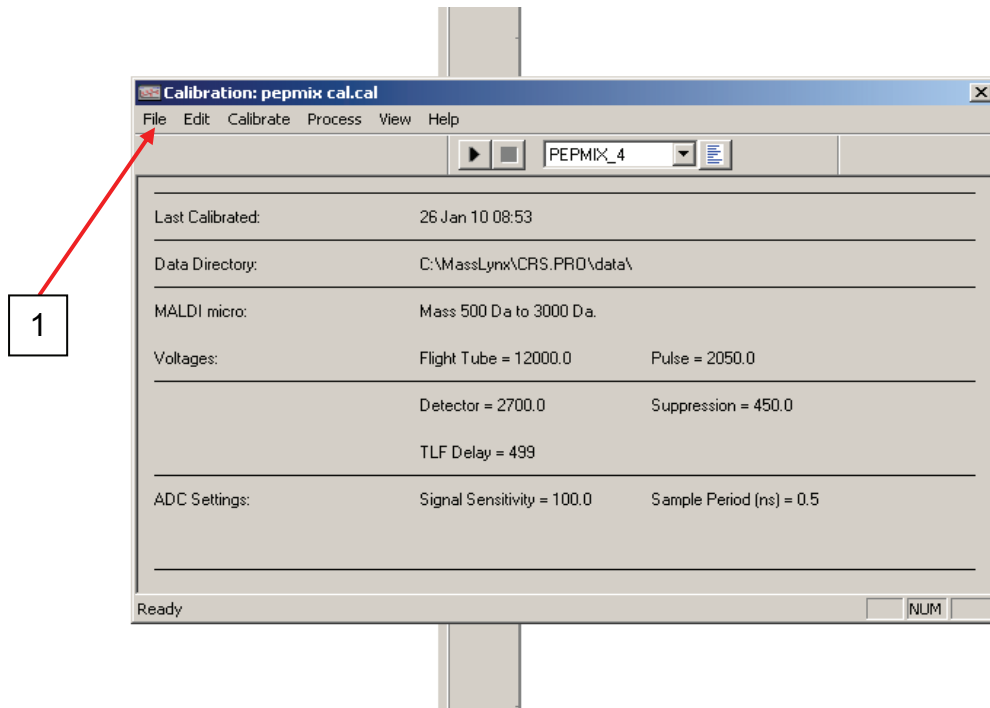 Calibration: pepmix cal.cal
File Edit Calibrate Process View Help
PEPMIX_4
Last Calibrated: 26 Jan 10 08:53
Data Directory: C:\MassLynx\CRS.PRO\data\
1
MALDI micro: Mass 500 Da to 3000 Da.
Voltages: Flight Tube = 12000.0 Pulse = 2050.0
Detector = 2700.0 Suppression = 450.0
TLF Delay = 499
ADC Settings: Signal Sensitivity = 100.0 Sample Period (ns) = 0.5
Ready NUM